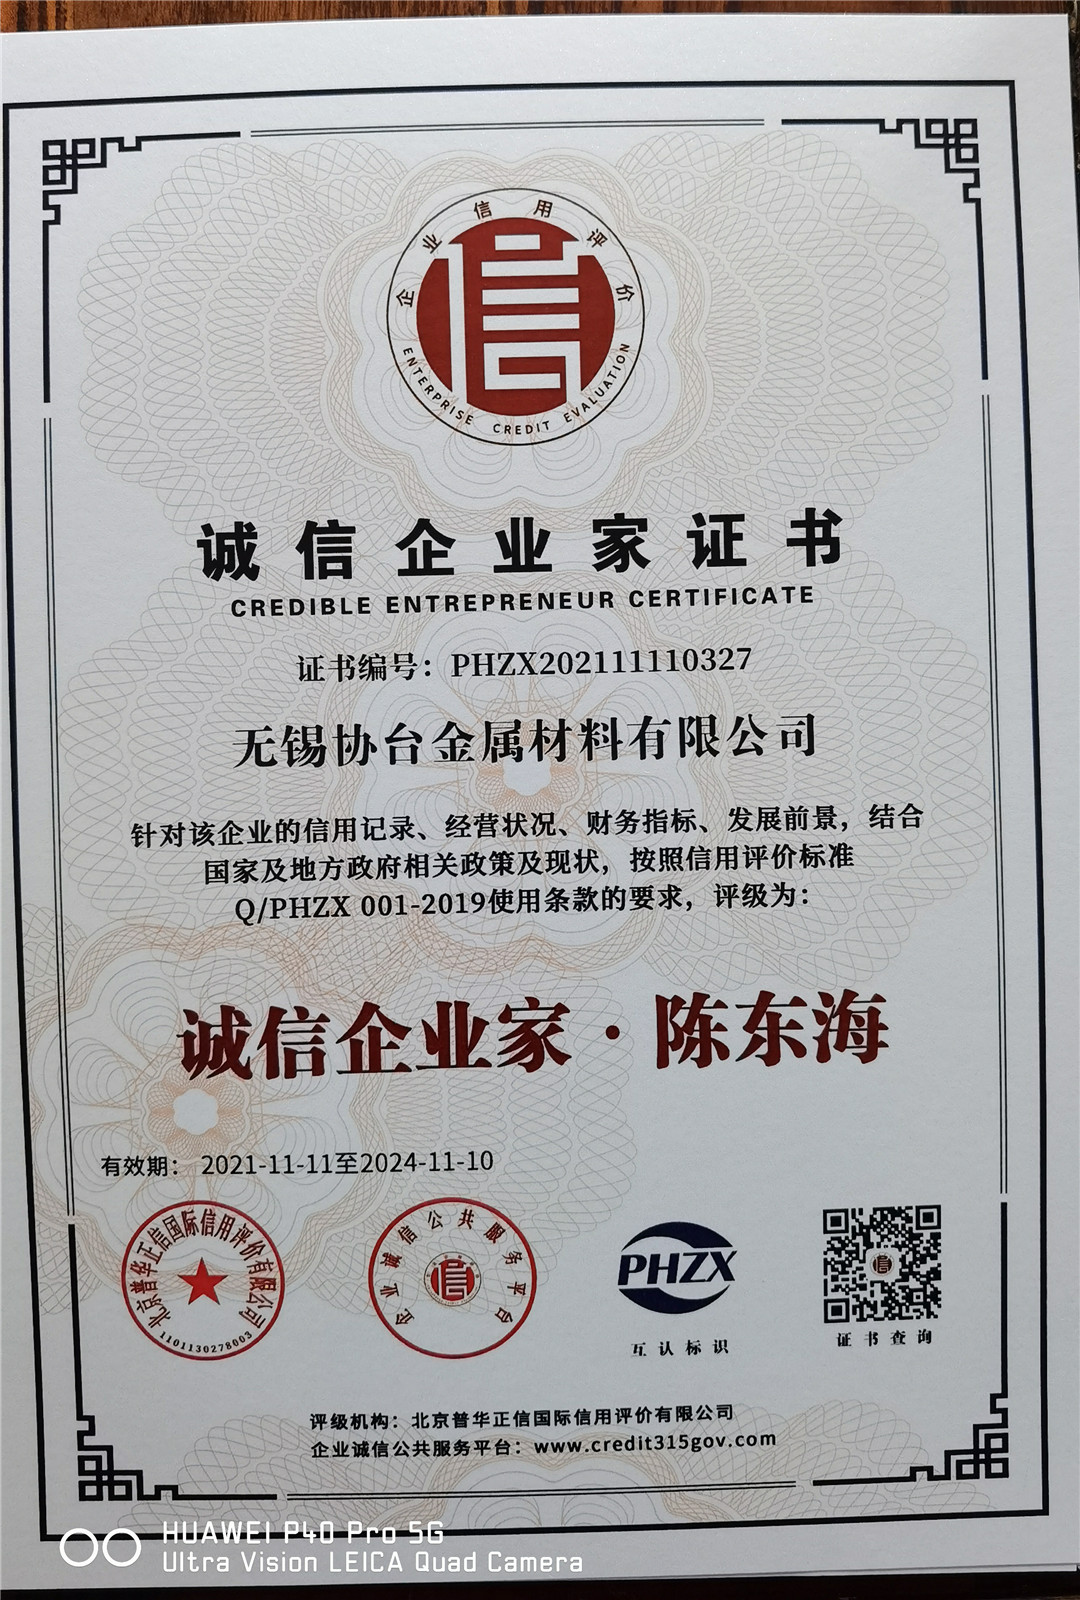 企业信用评价
信
ENTERPRISE CREDIT EVALUATION
诚信企业家证书
CREDIBLE ENTREPRENEUR CERTIFICATE
证书编号：PHZX202111110327
无锡协台金属材料有限公司
针对该企业的信用记录、经营状况、财务指标、发展前景，结合
国家及地方政府相关政策及现状，按照信用评价标准
Q/PHZX 001-2019使用条款的要求，评级为：
诚信企业家·陈东海
有效期： 2021-11-11至2024-11-10
北京普华正信国际信用评价有限公司
1101130278003
企业诚信公共服务平台
信
PHZX
互认标识
证书查询
评级机构：北京普华正信国际信用评价有限公司
企业诚信公共服务平台：www.credit315gov.com
HUAWEI P40 Pro 5G
Ultra Vision LEICA Quad Camera